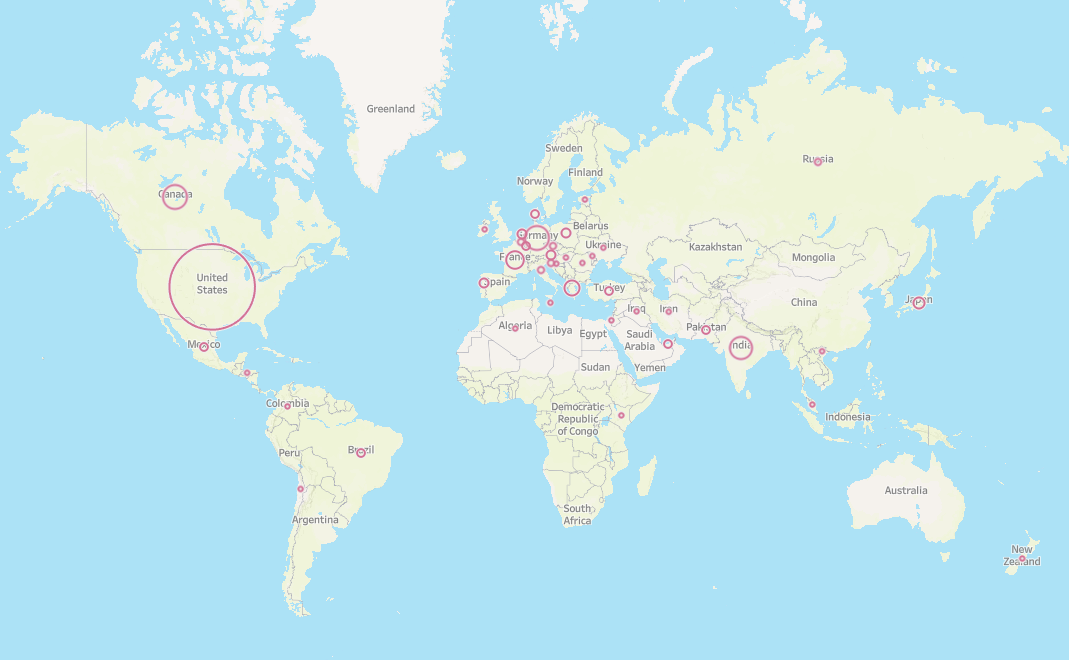 Greenland
Sweden
Finland
Norway
Russia
Canada
Belarus
Germany
Ukraine
Kazakhstan
Mongolia
France
Spain
Turkey
United
States
China
Japan
Iraq
Iran
Algeria
Libya
Egypt
Saudi
Arabia
Pakistan
India
Mexico
Sudan
Yemen
Colombia
Democratic
Republic
of Congo
Indonesia
Peru
Brazil
Australia
Argentina
South
Africa
New
Zealand